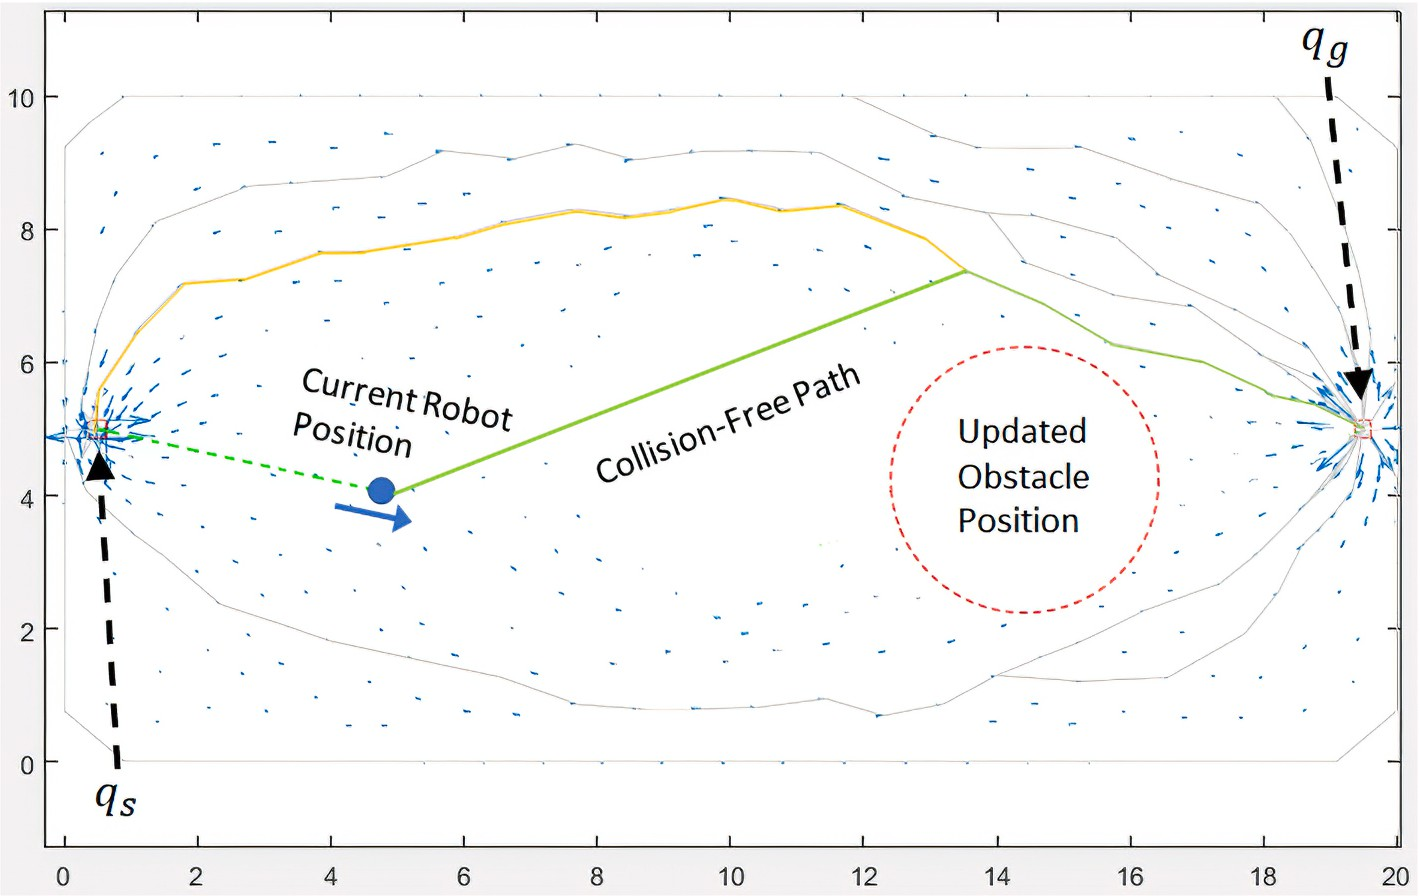 q_g
10
8
6
4
2
0
Current Robot
Position
Collision-Free Path
Updated
Obstacle
Position
q_s
0 2 4 6 8 10 12 14 16 18 20